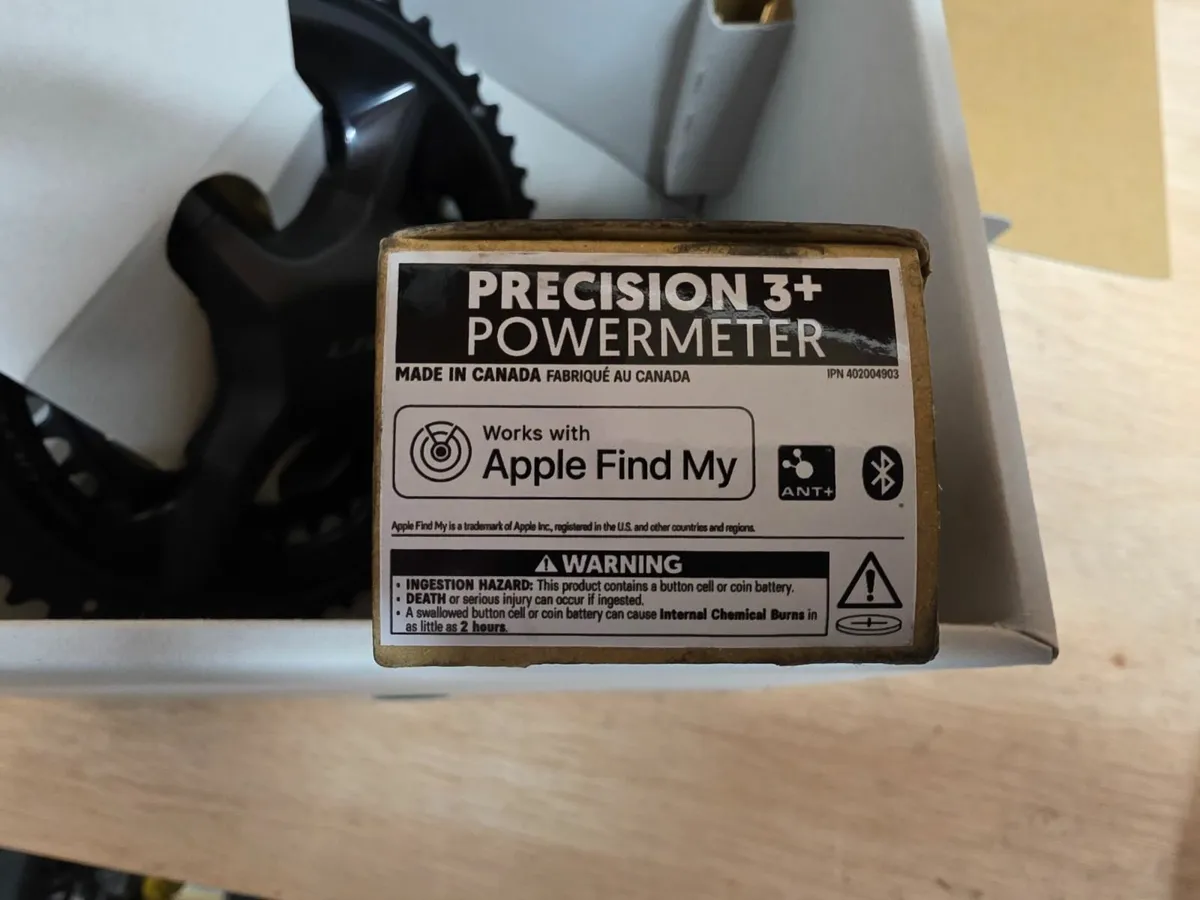 PRECISION 3+
POWERMETER
MADE IN CANADA FABRIQUÉ AU CANADA
IPN 402004903
Works with
Apple Find My
ANT+
Apple Find My is a trademark of Apple Inc., registered in the U.S. and other countries and regions.
WARNING
• INGESTION HAZARD: This product contains a button cell or coin battery.
• DEATH or serious injury can occur if ingested.
• A swallowed button cell or coin battery can cause Internal Chemical Burns in
as little as 2 hours.